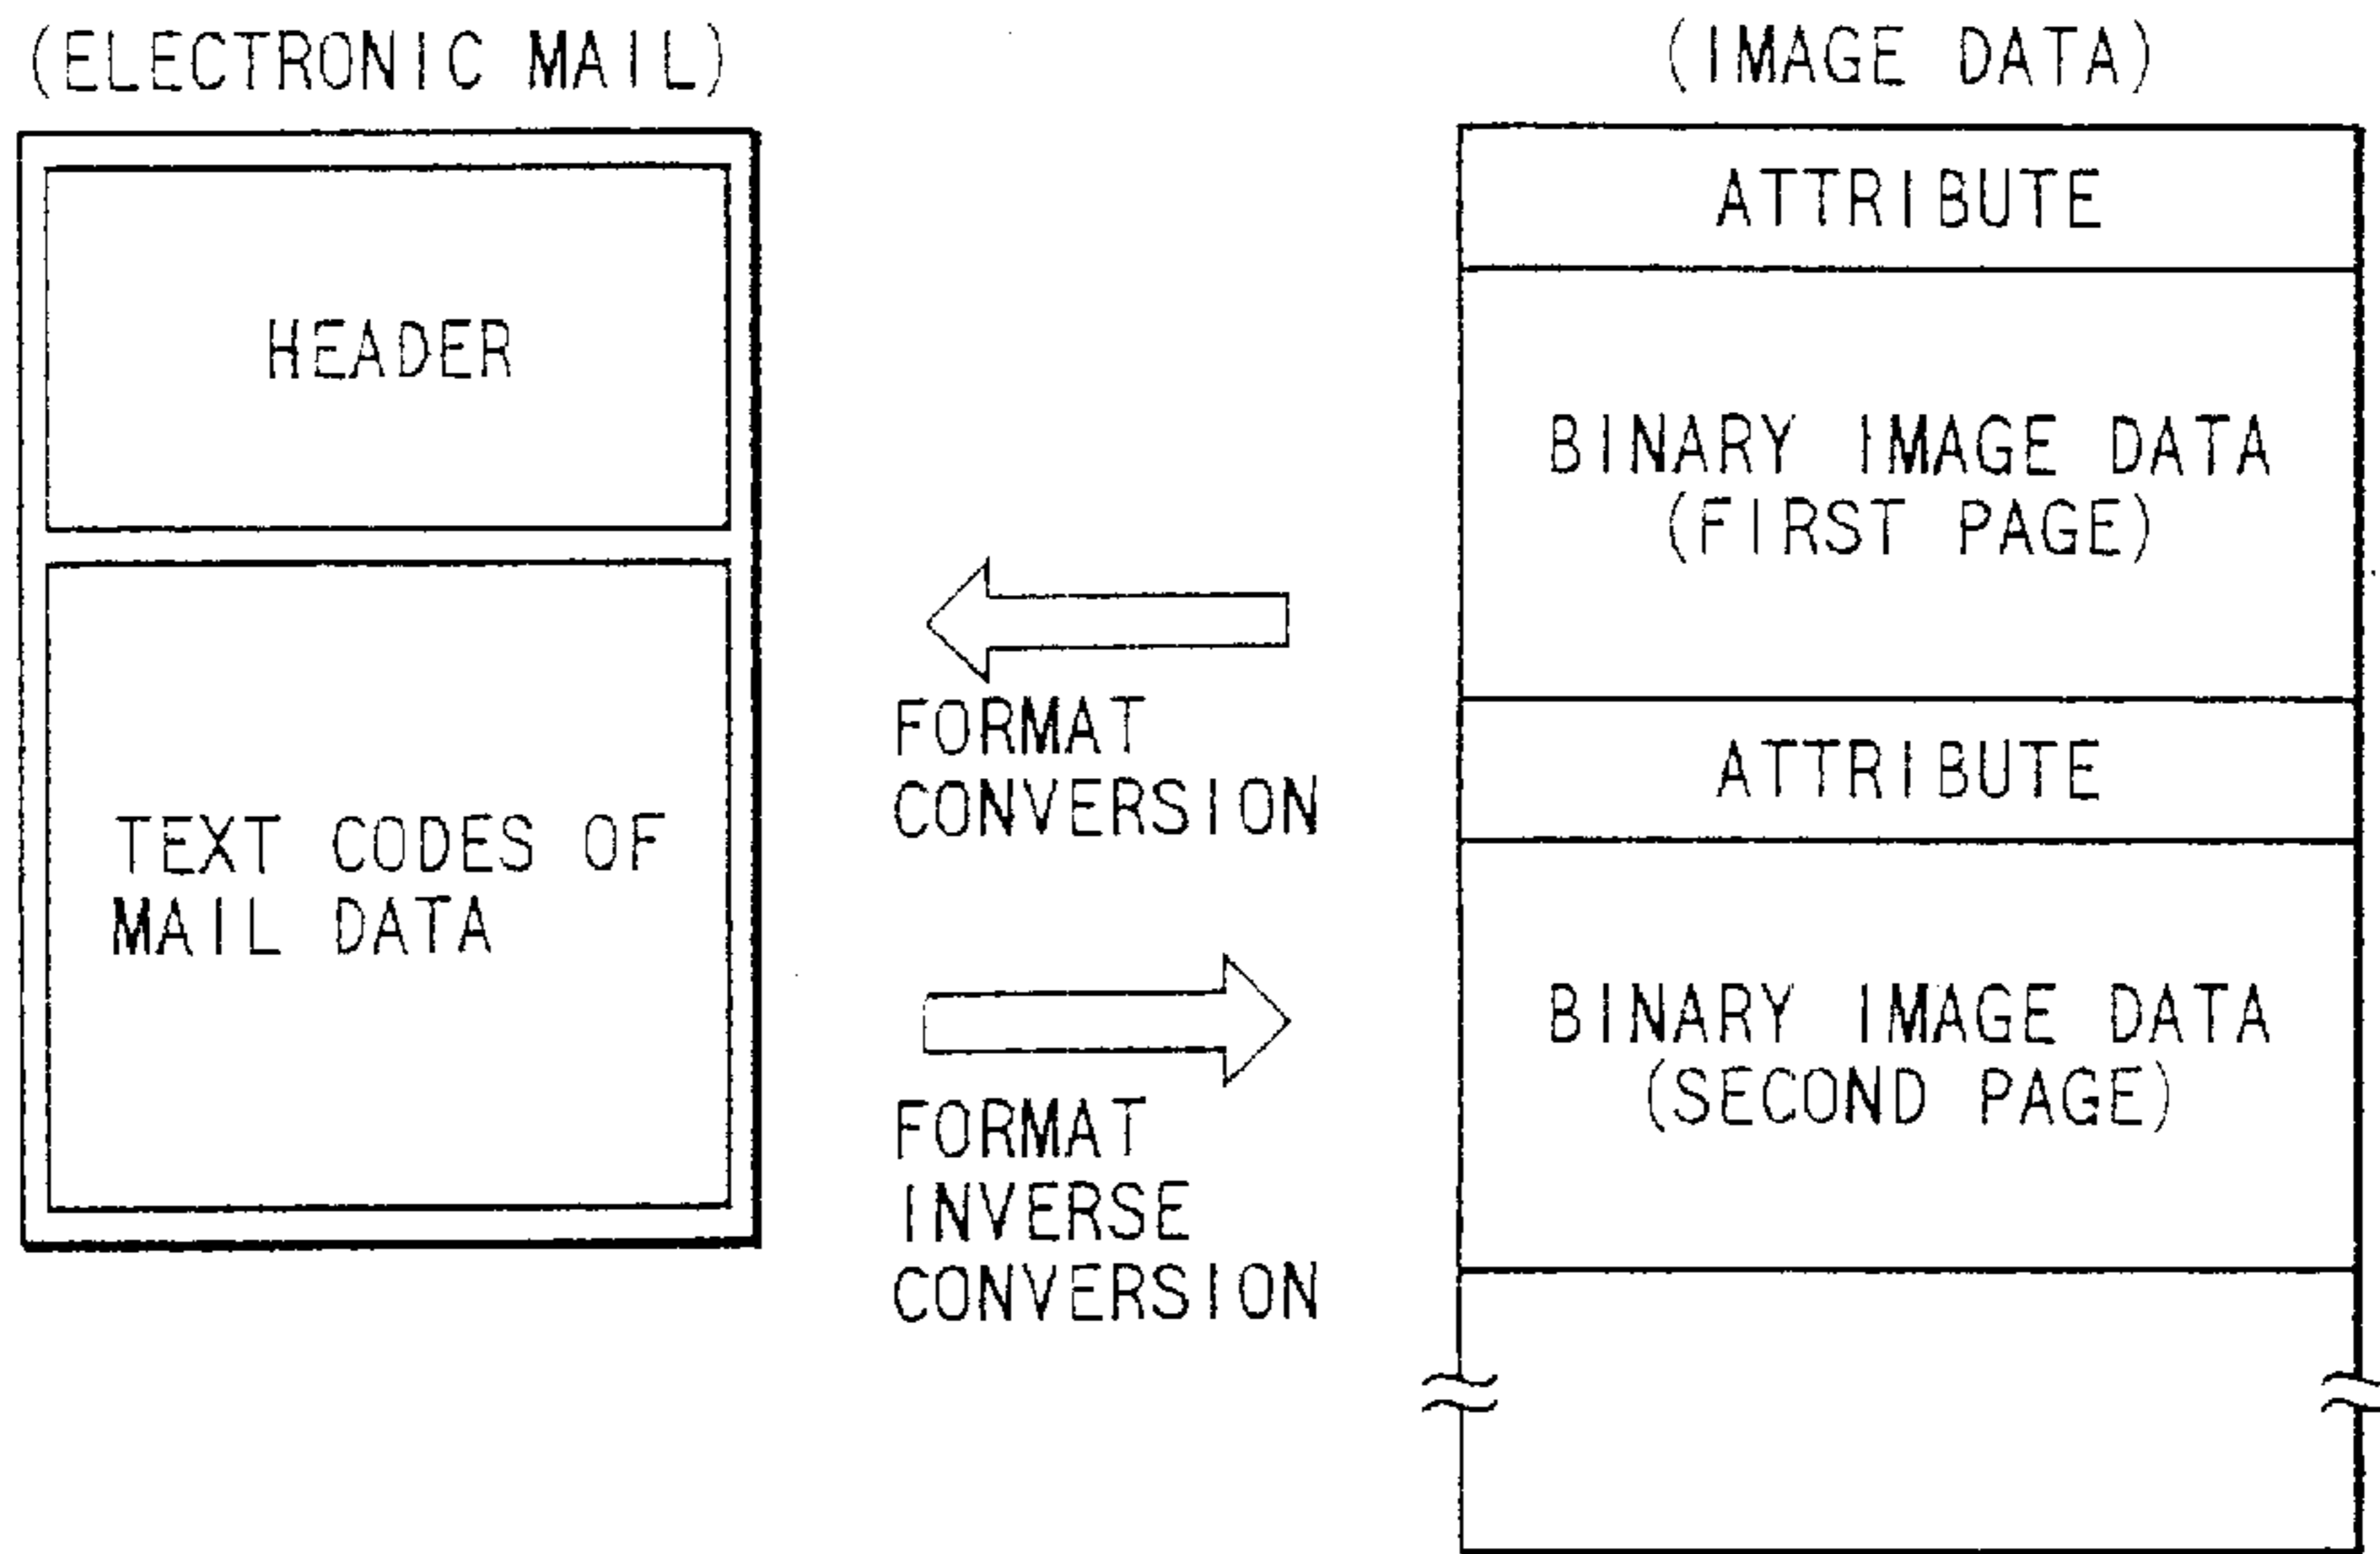 (ELECTRONIC MAIL)
HEADER
TEXT CODES OF
MAIL DATA
FORMAT
CONVERSION
FORMAT
INVERSE
CONVERSION
(IMAGE DATA)
ATTRIBUTE
BINARY IMAGE DATA
(FIRST PAGE)
ATTRIBUTE
BINARY IMAGE DATA
(SECOND PAGE)